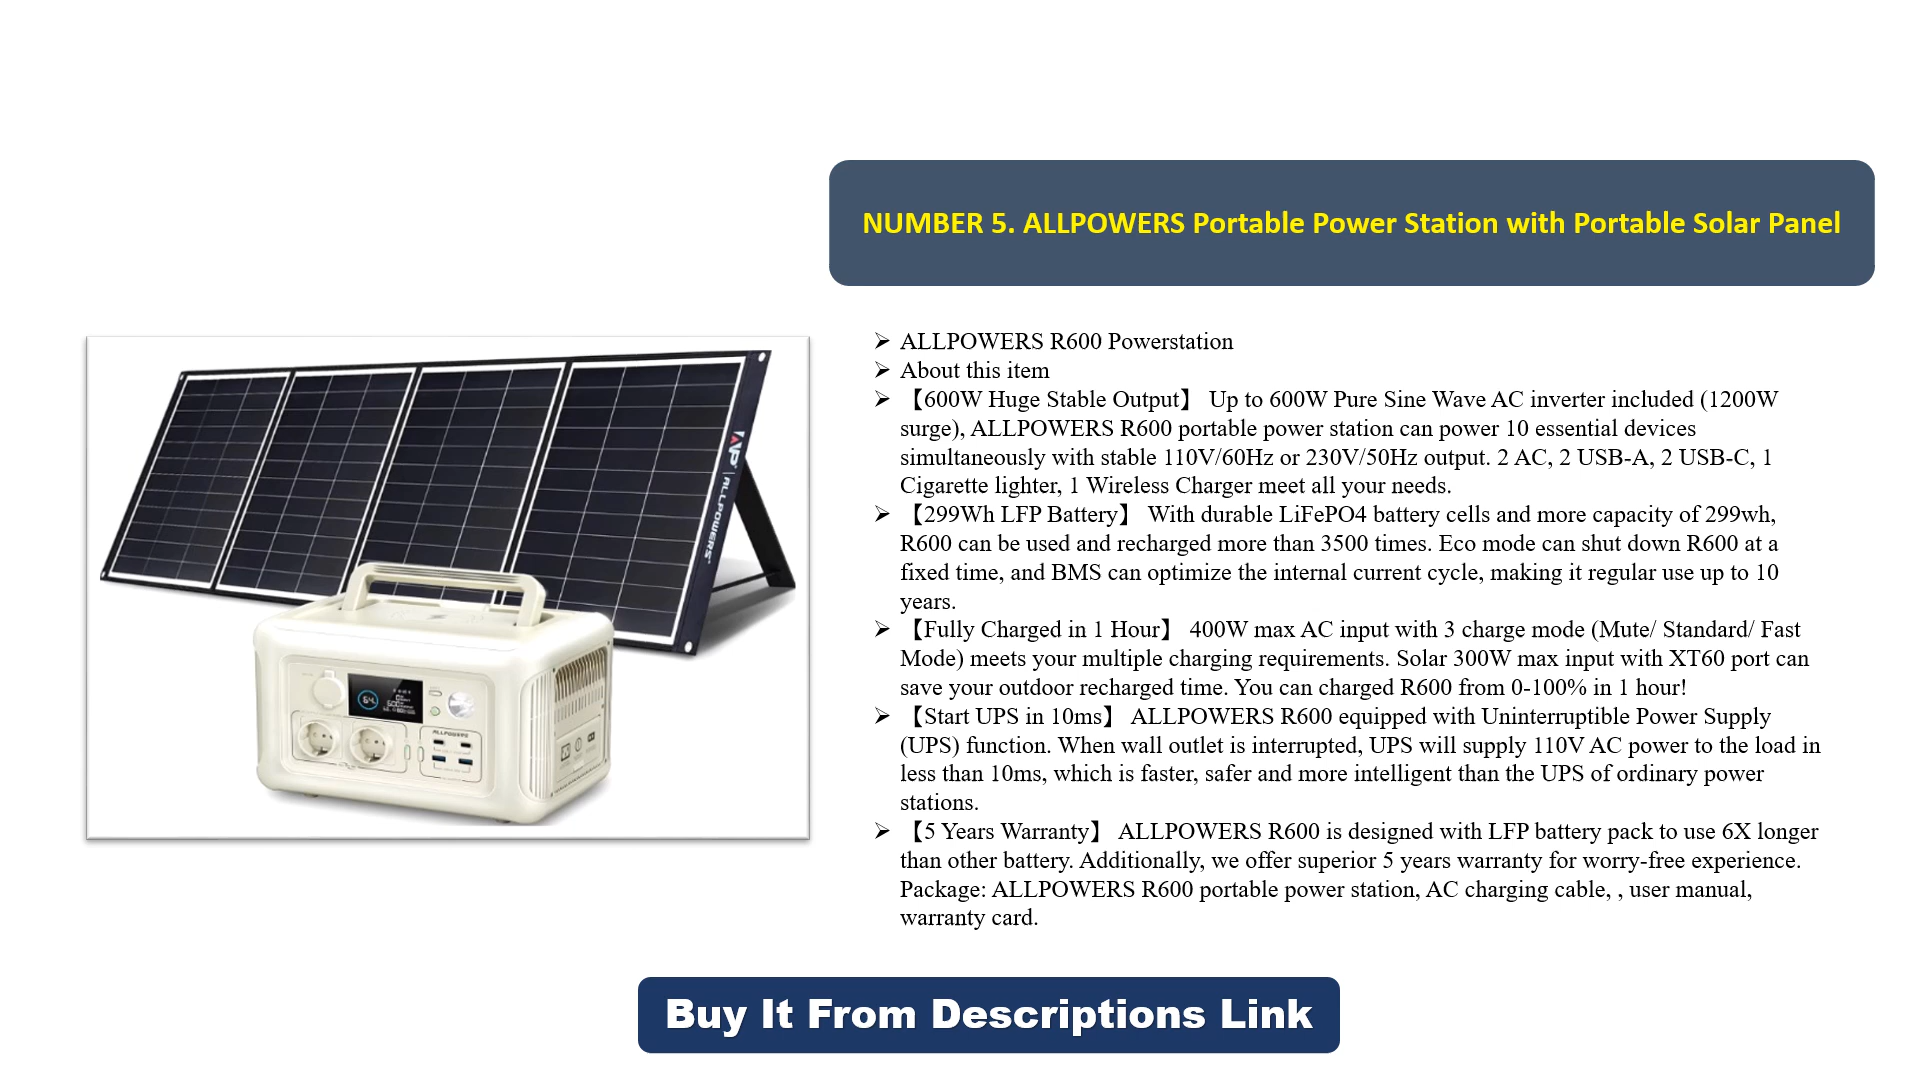 NUMBER 5. ALLPOWERS Portable Power Station with Portable Solar Panel
ALLPOWERS R600 Powerstation
About this item
【600W Huge Stable Output】 Up to 600W Pure Sine Wave AC inverter included (1200W
surge), ALLPOWERS R600 portable power station can power 10 essential devices
simultaneously with stable 110V/60Hz or 230V/50Hz output. 2 AC, 2 USB-A, 2 USB-C, 1
Cigarette lighter, 1 Wireless Charger meet all your needs.
【299Wh LFP Battery】 With durable LiFePO4 battery cells and more capacity of 299wh,
R600 can be used and recharged more than 3500 times. Eco mode can shut down R600 at a
fixed time, and BMS can optimize the internal current cycle, making it regular use up to 10
years.
【Fully Charged in 1 Hour】 400W max AC input with 3 charge mode (Mute/ Standard/ Fast
Mode) meets your multiple charging requirements. Solar 300W max input with XT60 port can
save your outdoor recharged time. You can charged R600 from 0-100% in 1 hour!
【Start UPS in 10ms】 ALLPOWERS R600 equipped with Uninterruptible Power Supply
(UPS) function. When wall outlet is interrupted, UPS will supply 110V AC power to the load in
less than 10ms, which is faster, safer and more intelligent than the UPS of ordinary power
stations.
【5 Years Warranty】 ALLPOWERS R600 is designed with LFP battery pack to use 6X longer
than other battery. Additionally, we offer superior 5 years warranty for worry-free experience.
Package: ALLPOWERS R600 portable power station, AC charging cable, , user manual,
warranty card.
ALLPOWERS
ALLPOWERS
Buy It From Descriptions Link